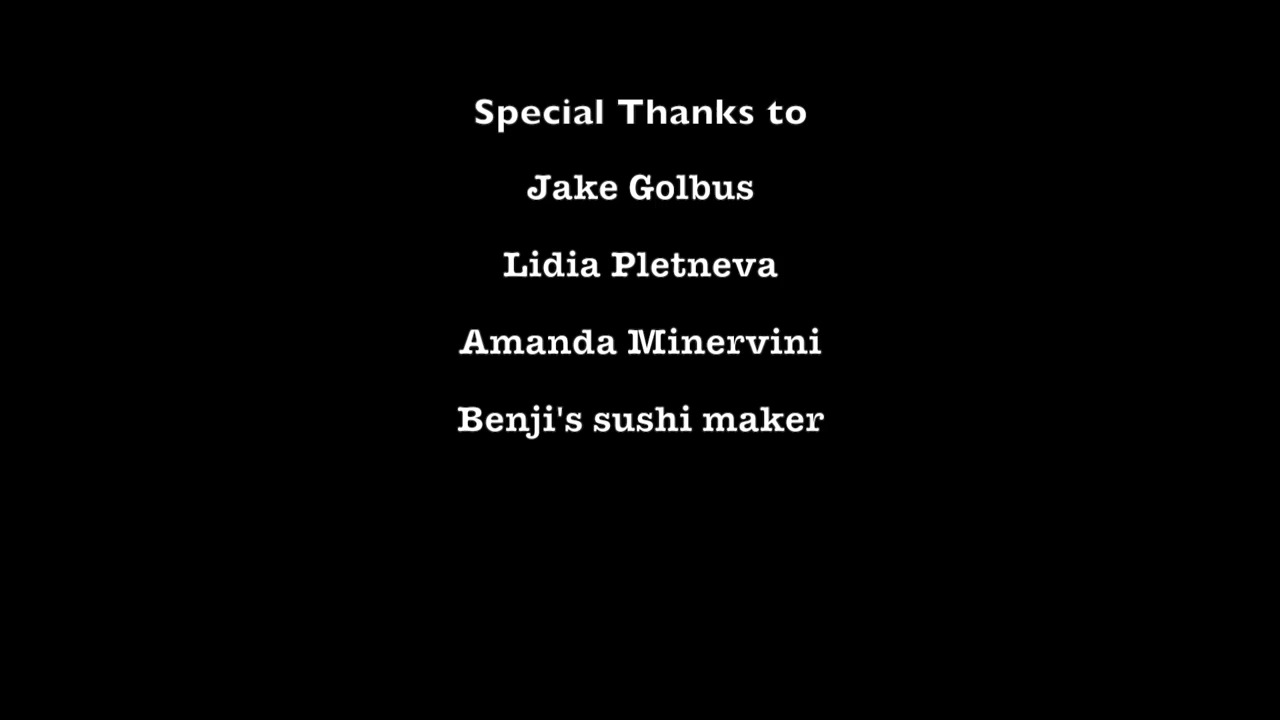 Special Thanks to
Jake Golbus
Lidia Pletneva
Amanda Minervini
Benji's sushi maker